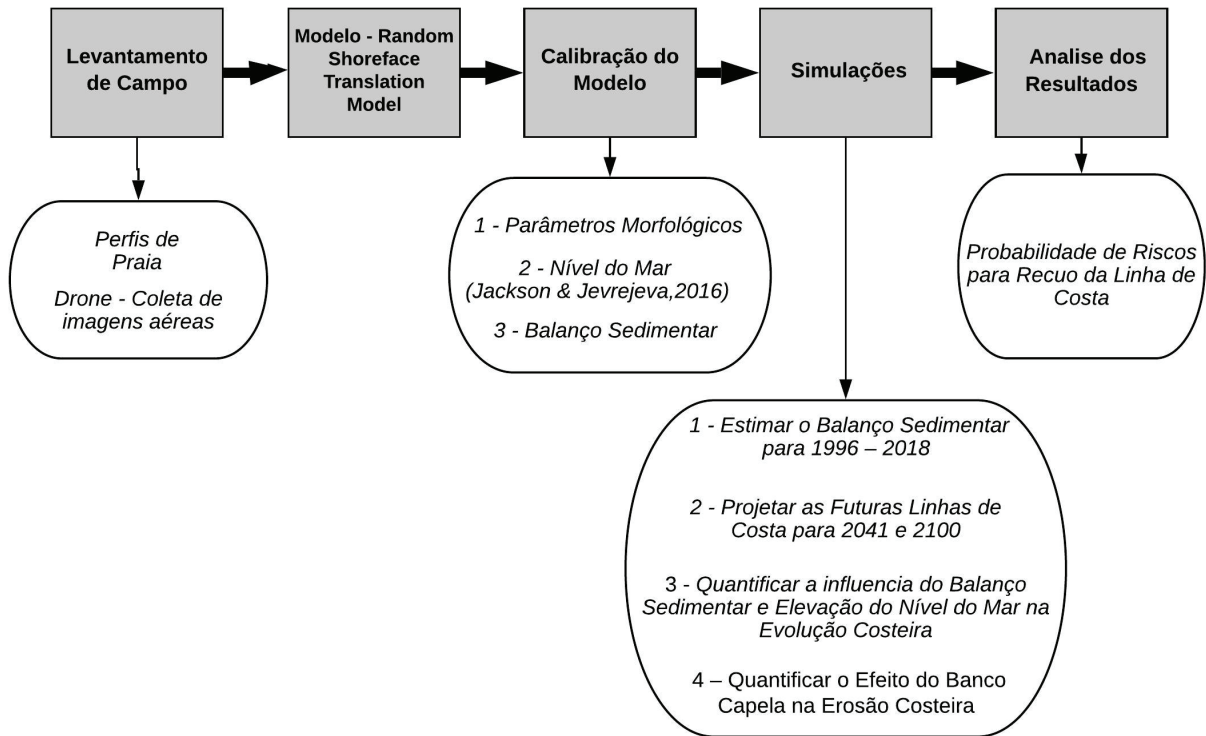 Levantamento
de Campo
Modelo - Random
Shoreface
Translation
Model
Calibração do
Modelo
Simulações
Analise dos
Resultados
Perfis de
Praia
Drone - Coleta de
imagens aéreas
1 - Parâmetros Morfológicos
2 - Nível do Mar
(Jackson & Jevrejeva,2016)
3 - Balanço Sedimentar
Probabilidade de Riscos
para Recuo da Linha de
Costa
1 - Estimar o Balanço Sedimentar
para 1996 – 2018
2 - Projetar as Futuras Linhas de
Costa para 2041 e 2100
3 - Quantificar a influencia do Balanço
Sedimentar e Elevação do Nível do Mar na
Evolução Costeira
4 – Quantificar o Efeito do Banco
Capela na Erosão Costeira